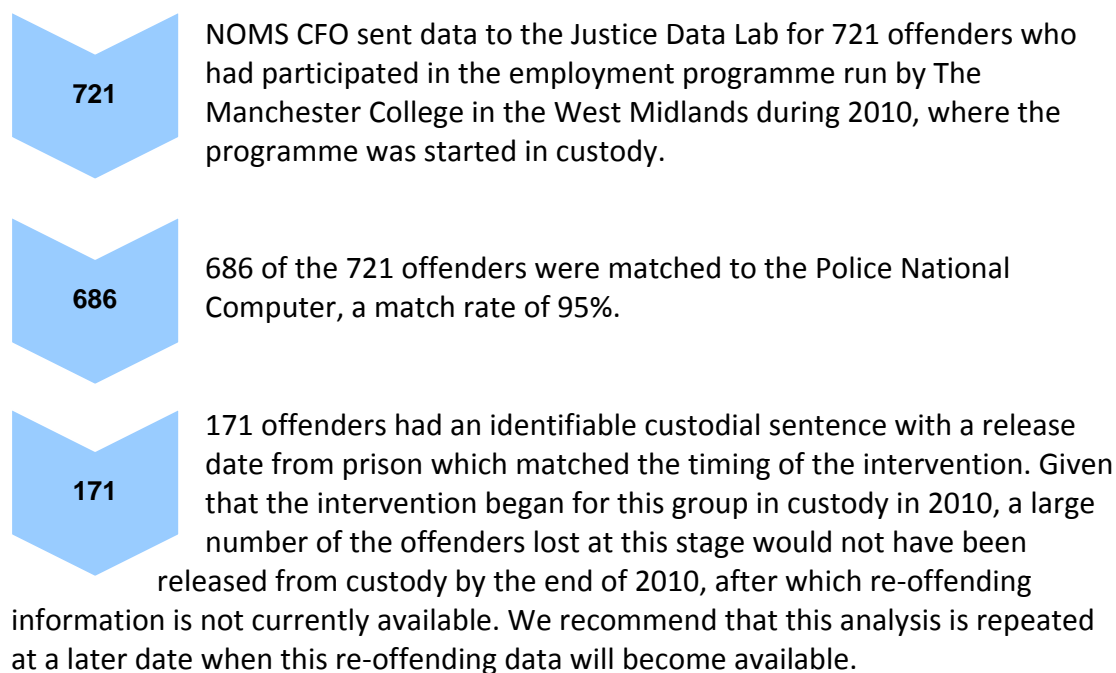 721
NOMS CFO sent data to the Justice Data Lab for 721 offenders who
had participated in the employment programme run by The
Manchester College in the West Midlands during 2010, where the
programme was started in custody.
686
686 of the 721 offenders were matched to the Police National
Computer, a match rate of 95%.
171
171 offenders had an identifiable custodial sentence with a release
date from prison which matched the timing of the intervention. Given
that the intervention began for this group in custody in 2010, a large
number of the offenders lost at this stage would not have been
released from custody by the end of 2010, after which re-offending
information is not currently available. We recommend that this analysis is repeated
at a later date when this re-offending data will become available.